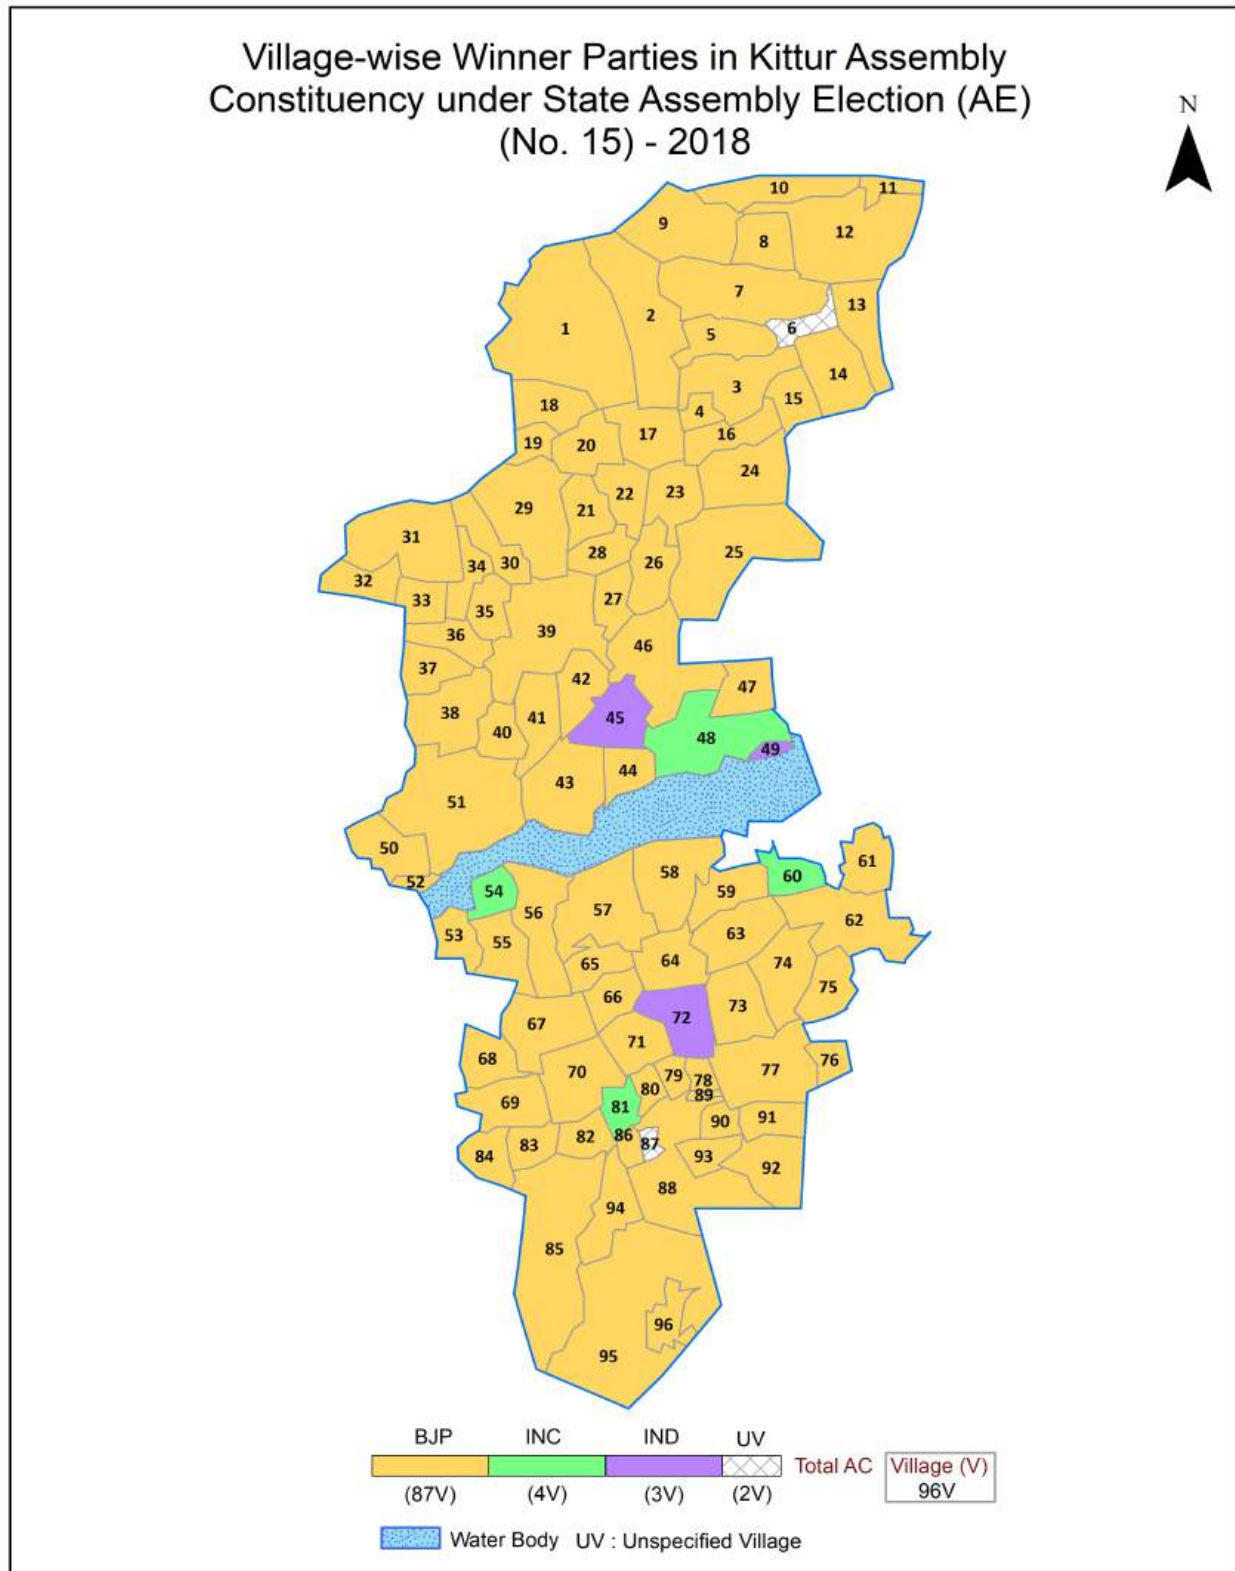 Village-wise Winner Parties in Kittur Assembly
Constituency under State Assembly Election (AE)
(No. 15) - 2018
N
10 11
9 8 12
7 2 13
1 5 6
3 14
18 4 15
19 20 17 16
24
29 21 22 23
31 34 30 28 26 25
32 33 35 27
36 39 46
37 42 47
38 40 41 45 48
43 44 49
51
50
52 54 58 59 60 61
53 55 56 57 63 62
65 64 74
66 72 73 75
67 71
68 70 79 78 77 76
69 81 80 89
83 82 86 87 90 91
84 93 92
94 88
85
96
95
BJP INC IND UV
Total AC Village (V)
(87V) (4V) (3V) (2V) 96V
Water Body UV : Unspecified Village